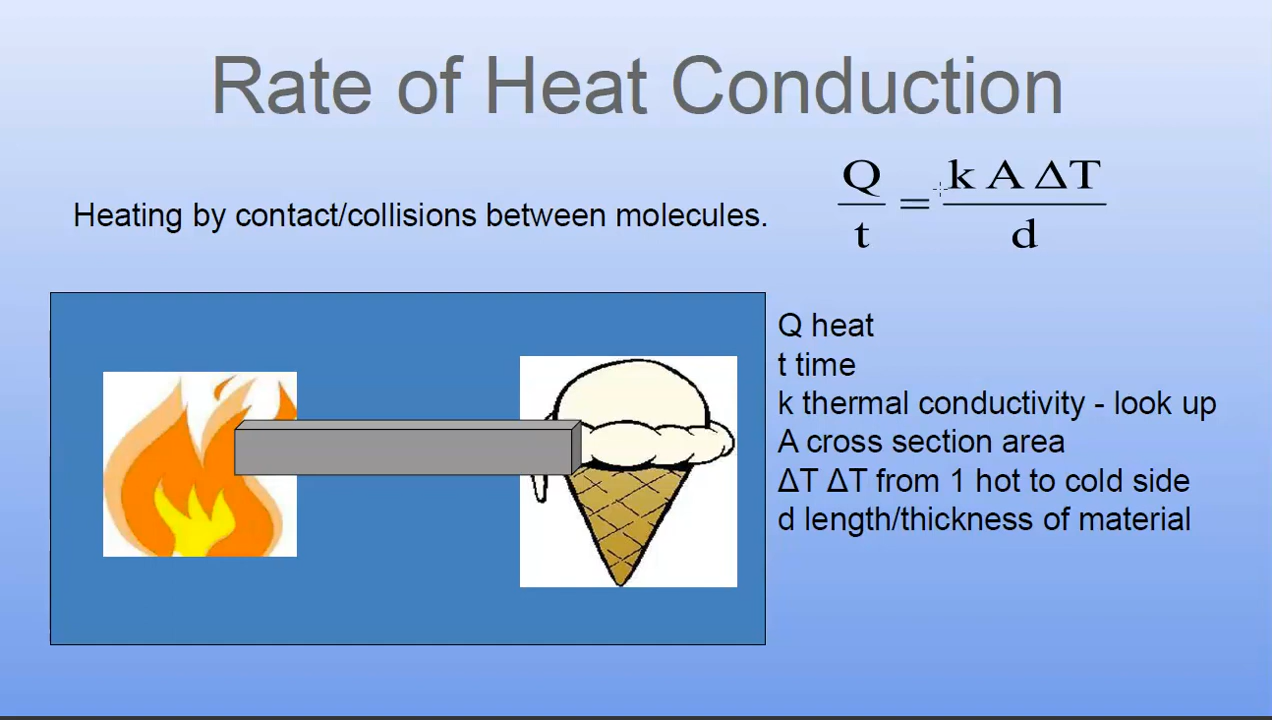 Rate of Heat Conduction
Heating by contact/collisions between molecules.
Q/t = k A ΔT/d
Q heat
t time
k thermal conductivity - look up
A cross section area
ΔT ΔT from 1 hot to cold side
d length/thickness of material